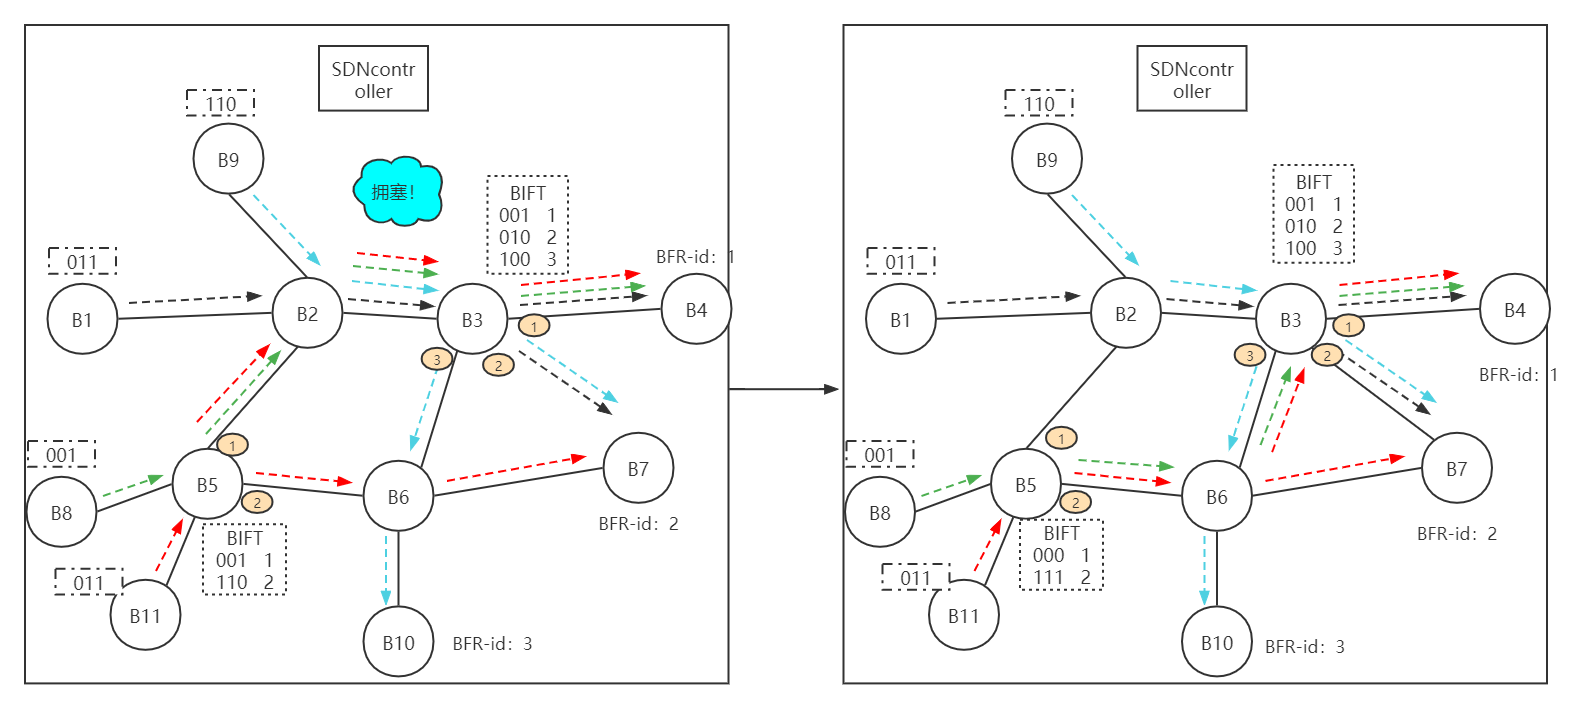 SDNcontr
oller
110
B9
拥塞!
BIFT
001 1
010 2
100 3
BFR-id: 1
011
B1
B2
B3
B4
1
3
2
001
B8
B5
1
2
B6
B7
BFR-id: 2
BIFT
001 1
110 2
011
B11
B10
BFR-id: 3
SDNcontr
oller
110
B9
BIFT
001 1
010 2
100 3
011
B1
B2
B3
B4
1
3
2
BFR-id: 1
001
B8
B5
1
2
B6
B7
BFR-id: 2
BIFT
000 1
111 2
011
B11
B10
BFR-id: 3